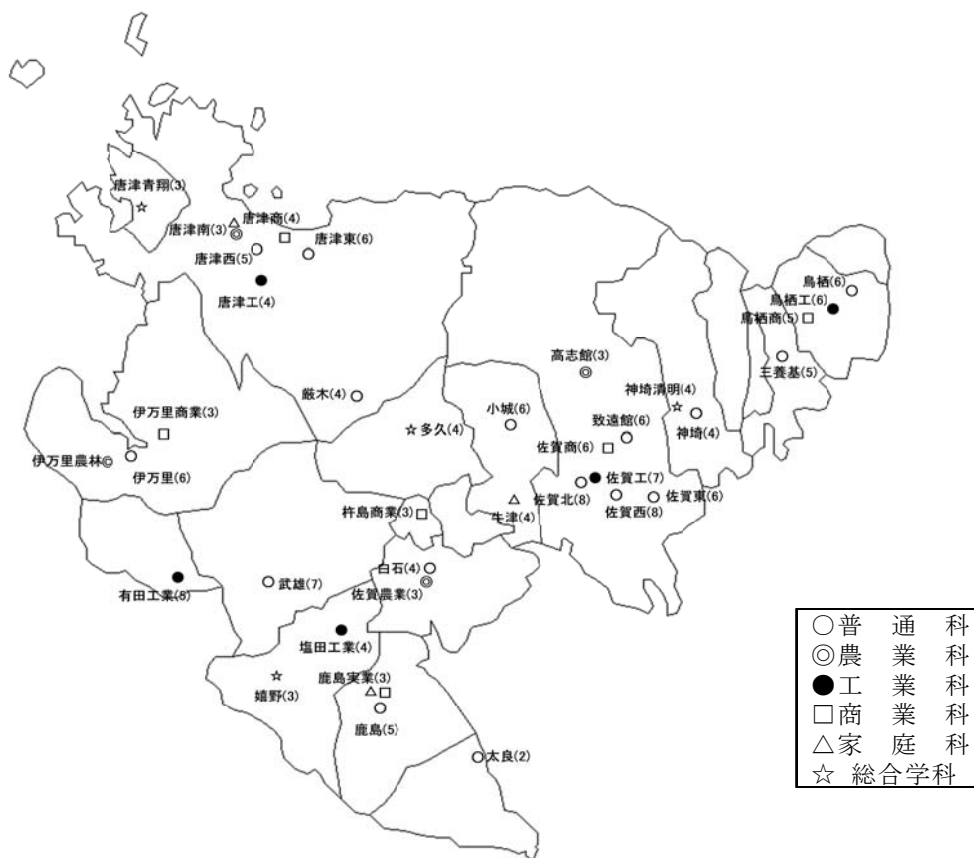 唐津青翔(3)
唐津商(4)
唐津南(3)
唐津東(6)
唐津西(5)
唐津工(4)
鳥栖(6)
鳥栖工(6)
鳥栖商(5)
三養基(5)
高志館(3)
神埼清明(4)
神埼(4)
厳木(4)
小城(6)
致遠館(6)
多久(4)
佐賀商(6)
伊万里商業(3)
伊万里農林©
伊万里(6)
佐賀工(7)
佐賀北(8)
佐賀東(6)
佐賀西(8)
牛津(4)
杵島商業(3)
白石(4)
佐賀農業(3)
有田工業(5)
武雄(7)
塩田工業(4)
嬉野(3)
鹿島実業(3)
鹿島(5)
太良(2)
○普通科
◎農業科
●工業科
□商業科
△家庭科
☆ 総合学科